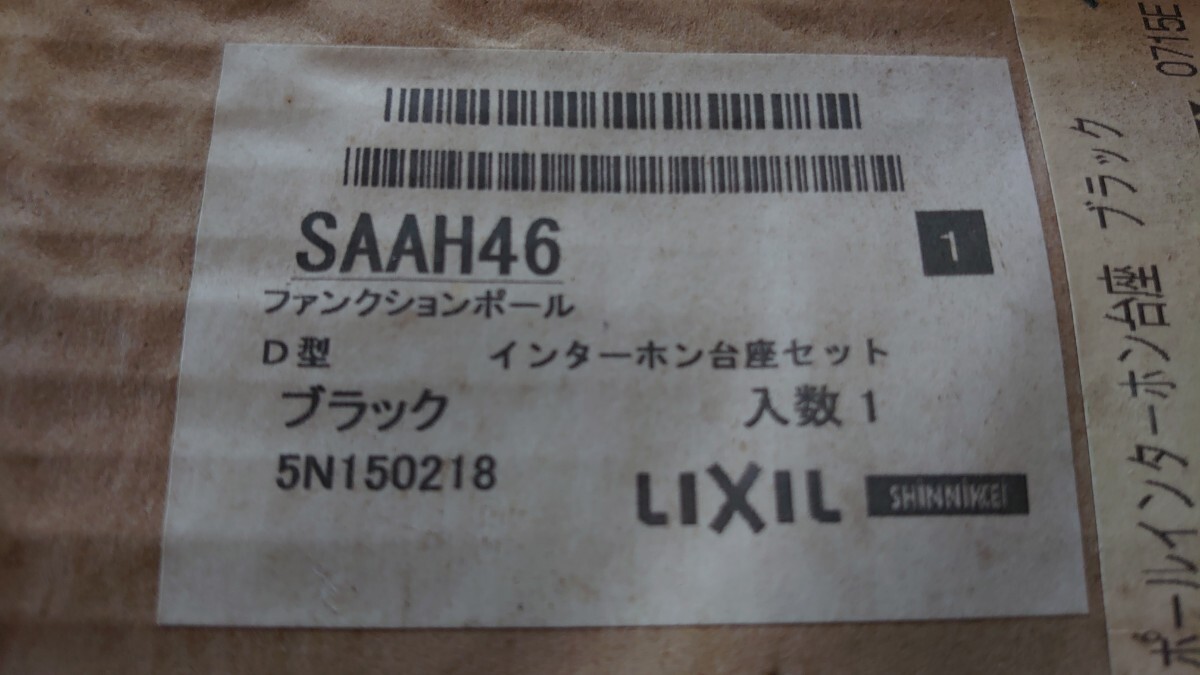 SAAH46
1
ファンクションポール
D型 インターホン台座セット
ブラック 入数 1
5N150218
LIXIL SHiNNiKKEi
ポールインターホン台座 ブラック 0715E